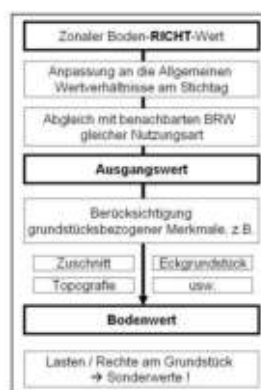 Zonaler Boden-RICHT-Wert
Anpassung an die Allgemeinen
Wertverhältnisse am Stichtag
Abgleich mit benachbarten BRW
gleicher Nutzungsart
Ausgangswert
Berücksichtigung
grundstücksbezogener Merkmale, z.B.
Zuschnitt
Eckgrundstück
Topografie
usw.
Bodenwert
Lasten / Rechte am Grundstück
→ Sonderwerte !